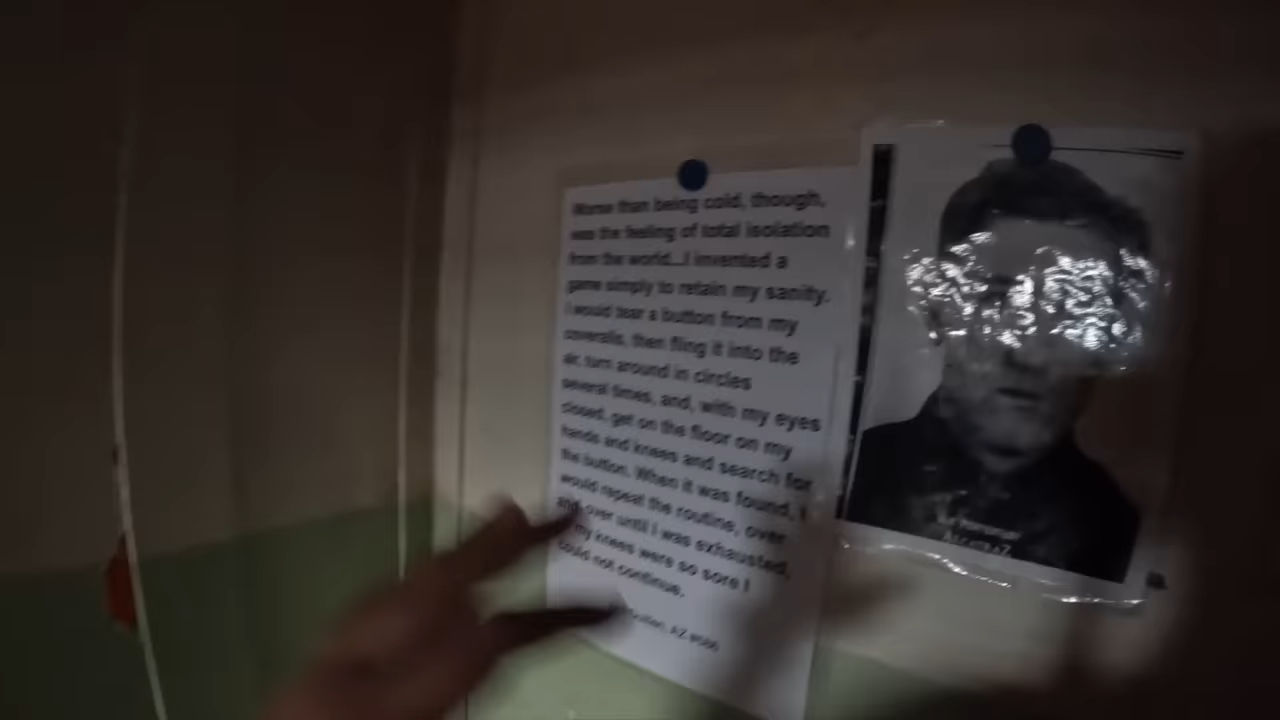 Worse than being cold, though,
was the feeling of total isolation
from the world...I invented a
game simply to retain my sanity.
I would tear a button from my
coveralls, then fling it into the
air, turn around in circles
several times, and, with my eyes
closed, get on the floor on my
hands and knees and search for
the button. When it was found, I
would repeat the routine, over
and over until I was exhausted,
my knees were so sore I
could not continue.
AZ
ALCATRAZ